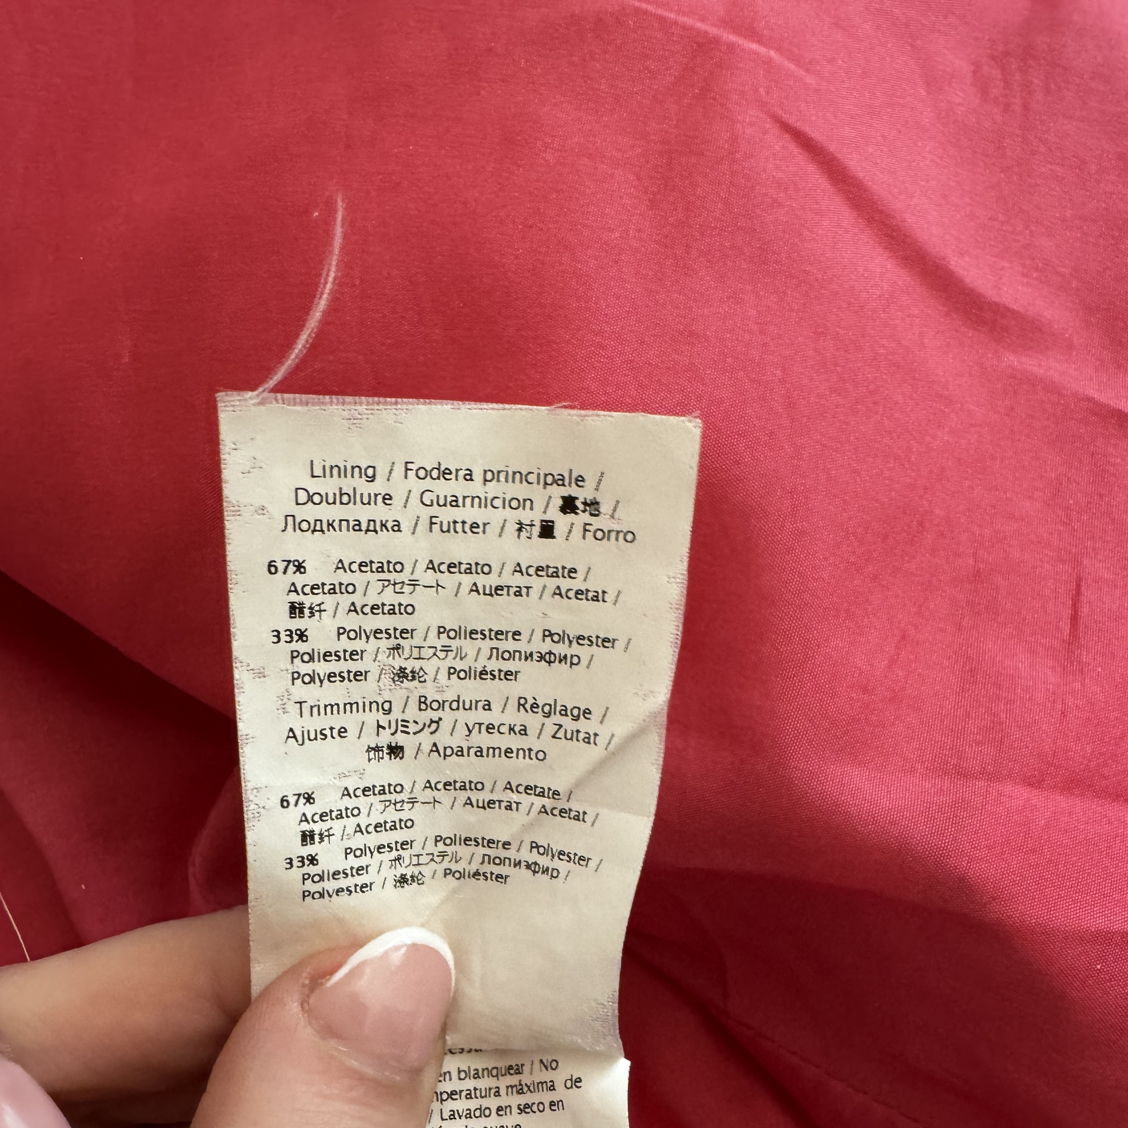 Lining / Fodera principale /
Doublure / Guarnicion / 裏地 /
Лодкпадка / Futter / 衬里 / Forro
67% Acetato / Acetato / Acetate /
Acetato / アセテート / Ацетат / Acetat /
醋纤 / Acetato
33% Polyester / Poliestere / Polyester /
Poliester / ポリエステル / Лопиэфир /
Polyester / 涤纶 / Poliéster
Trimming / Bordura / Règlage /
Ajuste / トリミング / утеска / Zutat /
饰物 / Aparamento
67% Acetato / Acetato / Acetate /
Acetato / アセテート / Ацетат / Acetat /
醋纤 / Acetato
33% Polyester / Poliestere / Polyester /
Poliester / ポリエステル / Лопиэфир /
Polyester / 涤纶 / Poliéster
en blanquear / No
máxima de
/ Lavado en seco en